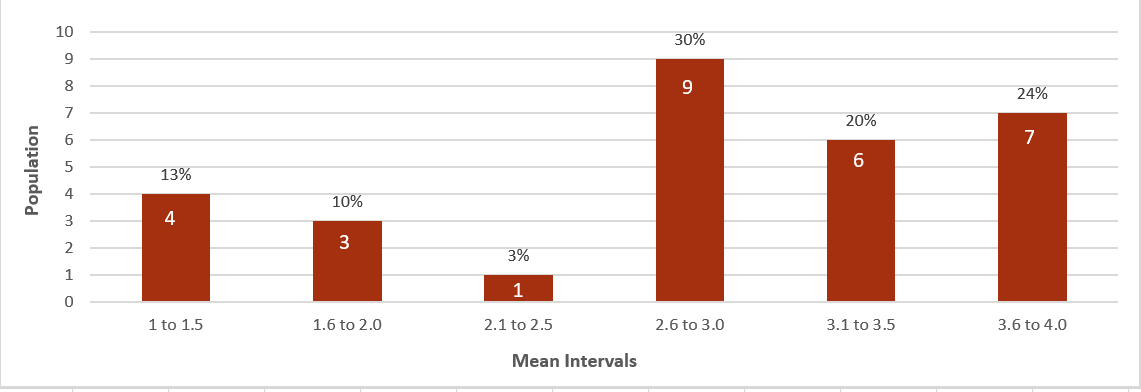 10
9
8
7
6
5
4
3
2
1
0
Population
13%
4
10%
3
3%
1
30%
9
20%
6
24%
7
1 to 1.5
1.6 to 2.0
2.1 to 2.5
2.6 to 3.0
3.1 to 3.5
3.6 to 4.0
Mean Intervals